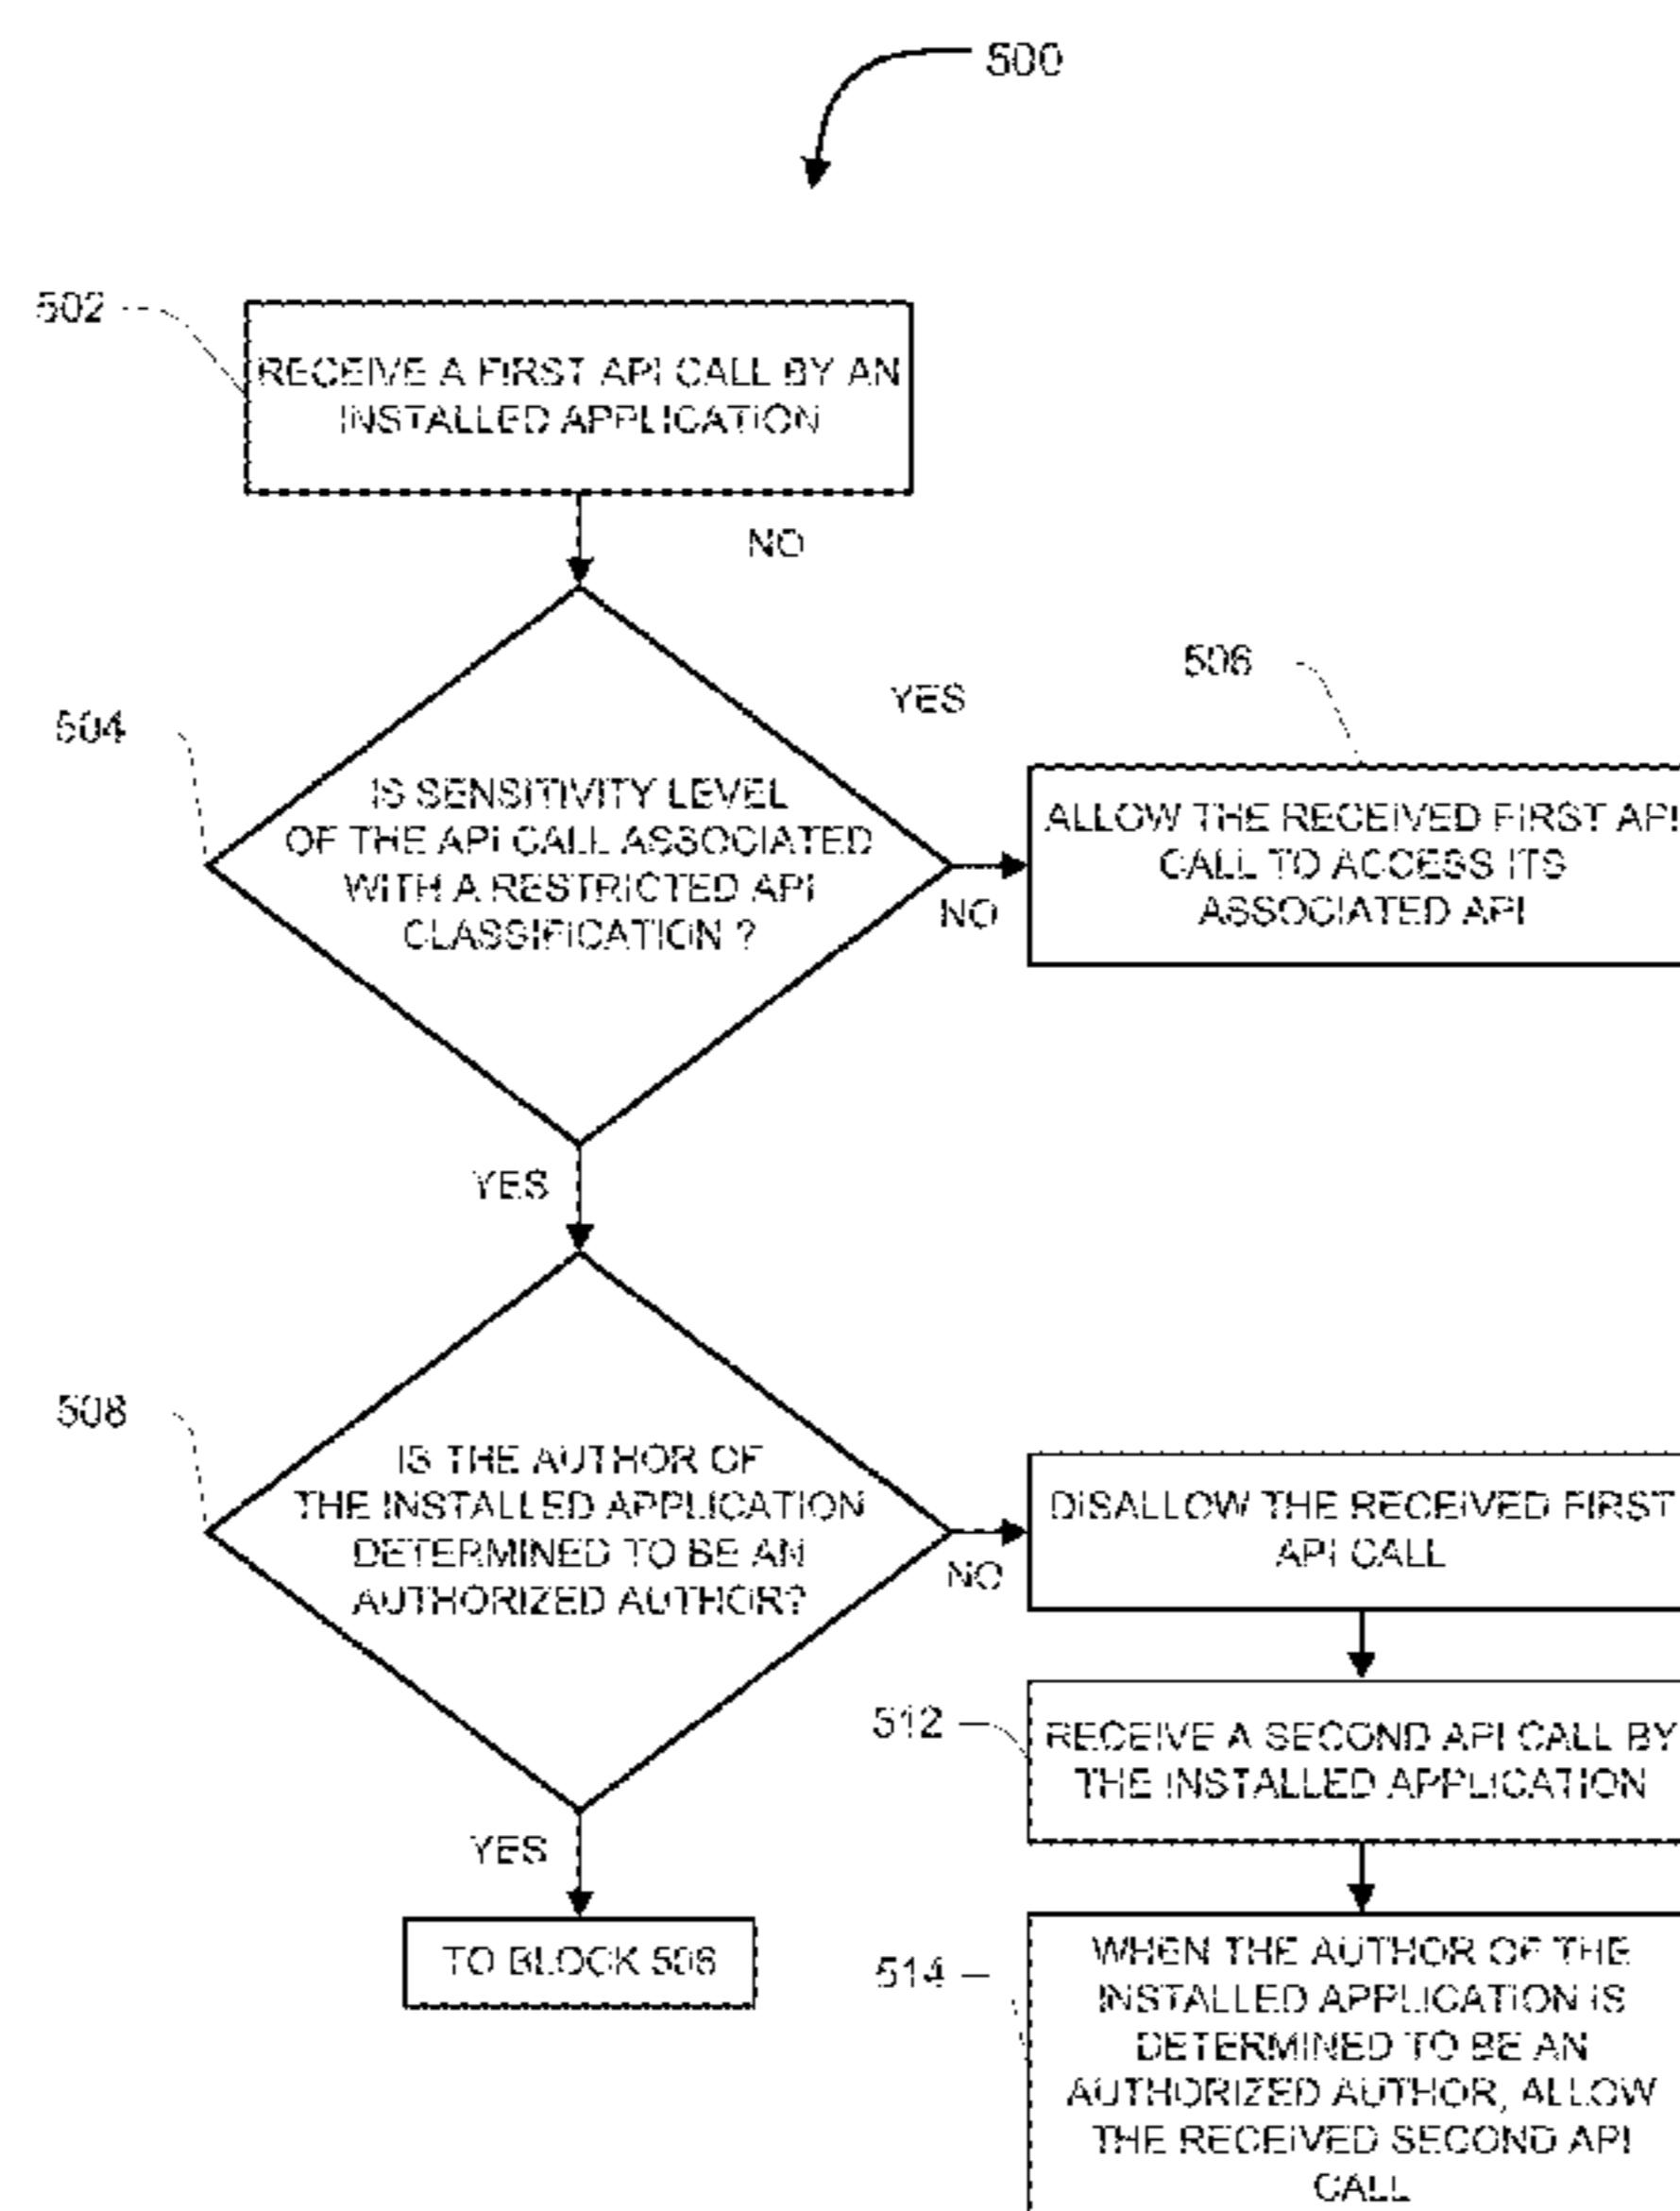 500
502
RECEIVE A FIRST API CALL BY AN
INSTALLED APPLICATION
NO
504
IS SENSITIVITY LEVEL
OF THE API CALL ASSOCIATED
WITH A RESTRICTED API
CLASSIFICATION ?
YES
NO
506
ALLOW THE RECEIVED FIRST API
CALL TO ACCESS ITS
ASSOCIATED API
YES
508
IS THE AUTHOR OF
THE INSTALLED APPLICATION
DETERMINED TO BE AN
AUTHORIZED AUTHOR?
NO
DISALLOW THE RECEIVED FIRST
API CALL
512
RECEIVE A SECOND API CALL BY
THE INSTALLED APPLICATION
YES
TO BLOCK 506
514
WHEN THE AUTHOR OF THE
INSTALLED APPLICATION IS
DETERMINED TO BE AN
AUTHORIZED AUTHOR, ALLOW
THE RECEIVED SECOND API
CALL